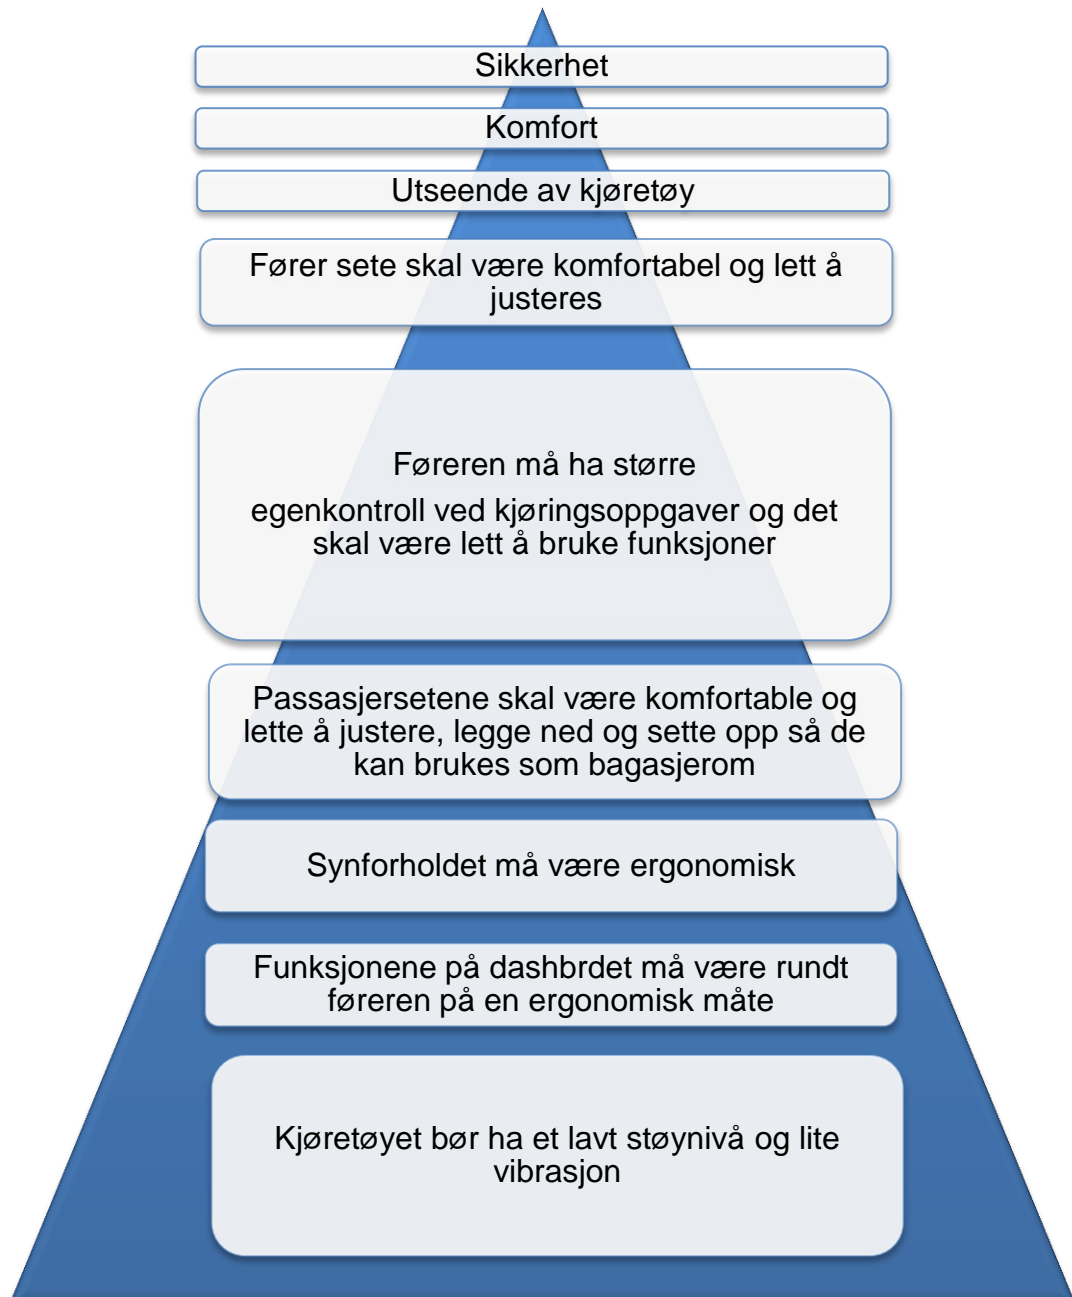 Sikkerhet
Komfort
Utseende av kjøretøy
Fører sete skal være komfortabel og lett å
justeres
Føreren må ha større
egenkontroll ved kjøringsoppgaver og det
skal være lett å bruke funksjoner
Passasjersetene skal være komfortable og
lette å justere, legge ned og sette opp så de
kan brukes som bagasjerom
Synforholdet må være ergonomisk
Funksjonene på dashbrdet må være rundt
føreren på en ergonomisk måte
Kjøretøyet bør ha et lavt støynivå og lite
vibrasjon